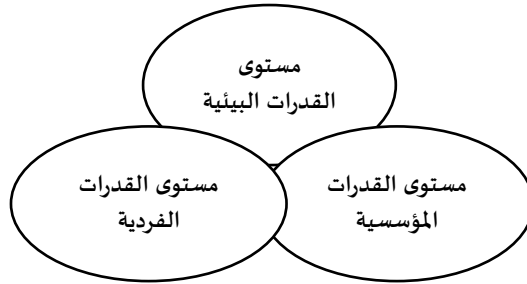 مستوى
القدرات البيئية
مستوى القدرات
المؤسسية
مستوى القدرات
الفردية